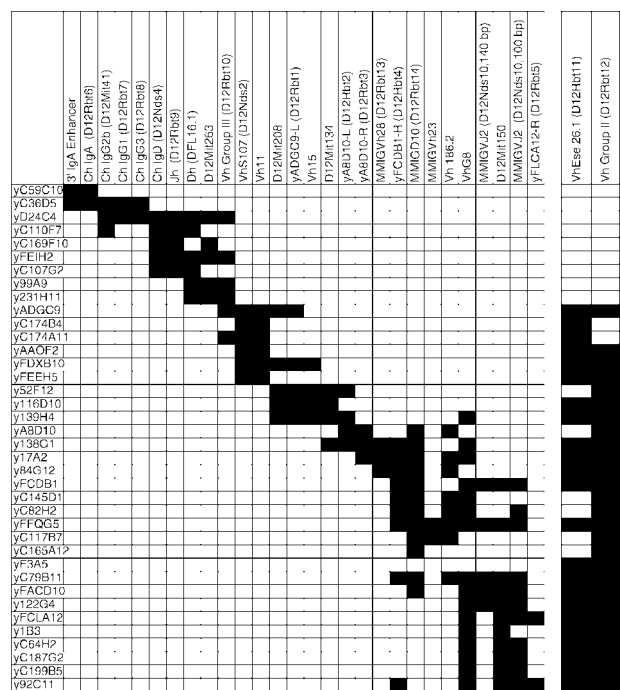 3' IgA Enhancer
Ch IgA (D12Rbt6)
Ch IgG2b (D12Mit41)
Ch IgG1 (D12Rbt7)
Ch IgG3 (D12Rbt8)
Ch IgD (D12Nds4)
Jh (D12Rbt9)
Dh (DFL16.1)
D12Mit263
Vh Group III (D12Rbt10)
VhS107 (D12Nds2)
Vh11
D12Mit208
yADGC9-L (D12Rbt1)
Vh15
D12Mit134
yA8D10-L (D12Rbt2)
yA8D10-R (D12Rbt3)
MMIGVh28 (D12Rbt13)
yFCDB1-R (D12Rbt4)
MMIGD10 (D12Rbt14)
MMIGVh23
Vh 186.2
VhG8
MMIGVJ2 (D12Nds10,140 bp)
D12Mit150
MMIGVJ2 (D12Nds10,100 bp)
yFLCA12-R (D12Rbt5)
VhEse 26.1 (D12Rbt11)
Vh Group II (D12Rbt12)
yC59C10
yC36D5
yD24C4
yC110F7
yC169F10
yFEIH2
yC107G2
y99A9
y231H11
yADGC9
yC174B4
yC174A11
yAAOF2
yFDXB10
yFEEH5
y52F12
y116D10
y139H4
yA8D10
y138G1
y17A2
y84G12
yFCDB1
yC145D1
yC82H2
yFFQG5
yC117B7
yC165A12
yF3A5
yC79B11
yFACD10
y122G4
yFCLA12
y1B3
yC64H2
yC187G2
yC199B5
y92C11